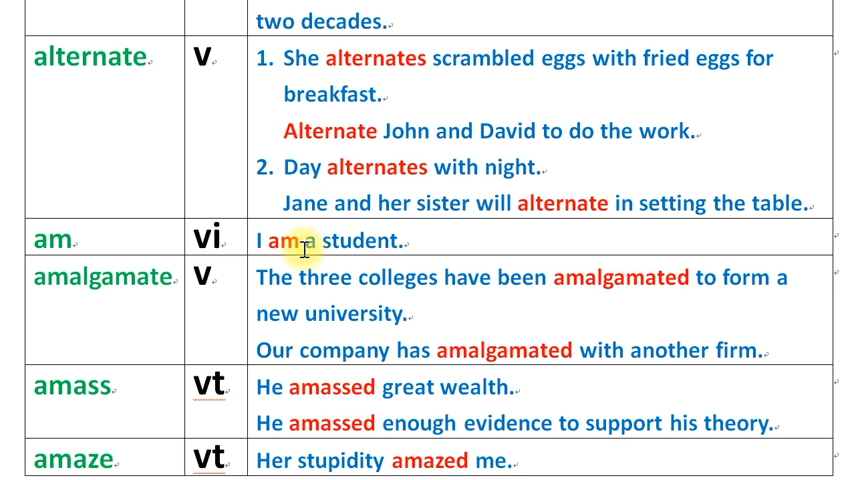 two decades.
alternate v 1. She alternates scrambled eggs with fried eggs for
breakfast.
Alternate John and David to do the work.
2. Day alternates with night.
Jane and her sister will alternate in setting the table.
am vi I am a student.
amalgamate v The three colleges have been amalgamated to form a
new university.
Our company has amalgamated with another firm.
amass vt He amassed great wealth.
He amassed enough evidence to support his theory.
amaze vt Her stupidity amazed me.